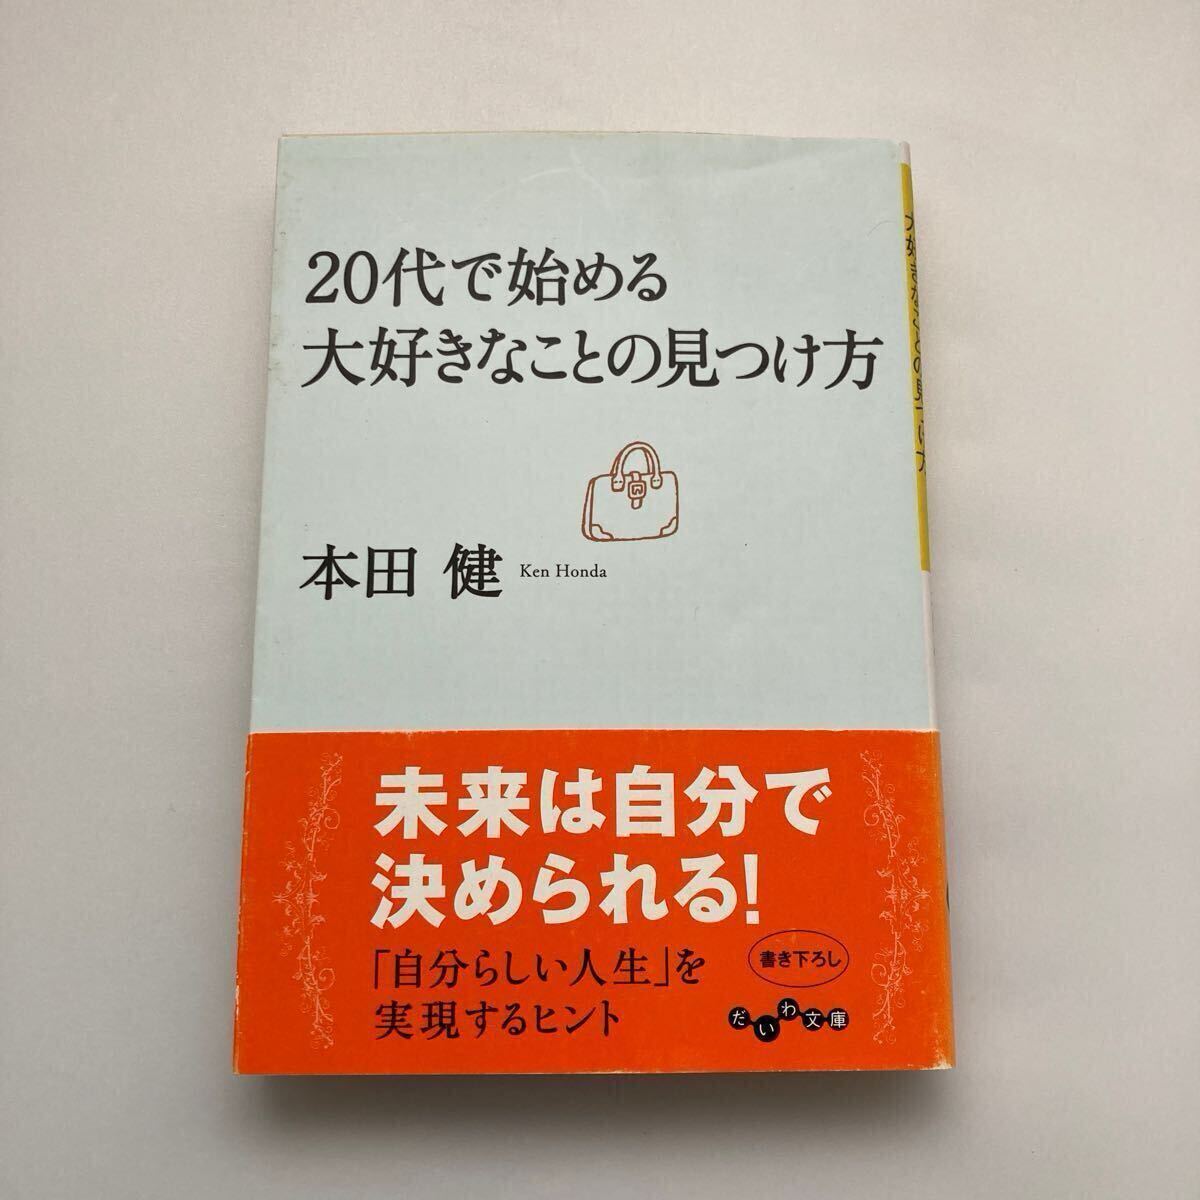 20代で始める
大好きなことの見つけ方
本田 健 Ken Honda
未来は自分で
決められる!
「自分らしい人生」を
実現するヒント
書き下ろし
だいわ文庫